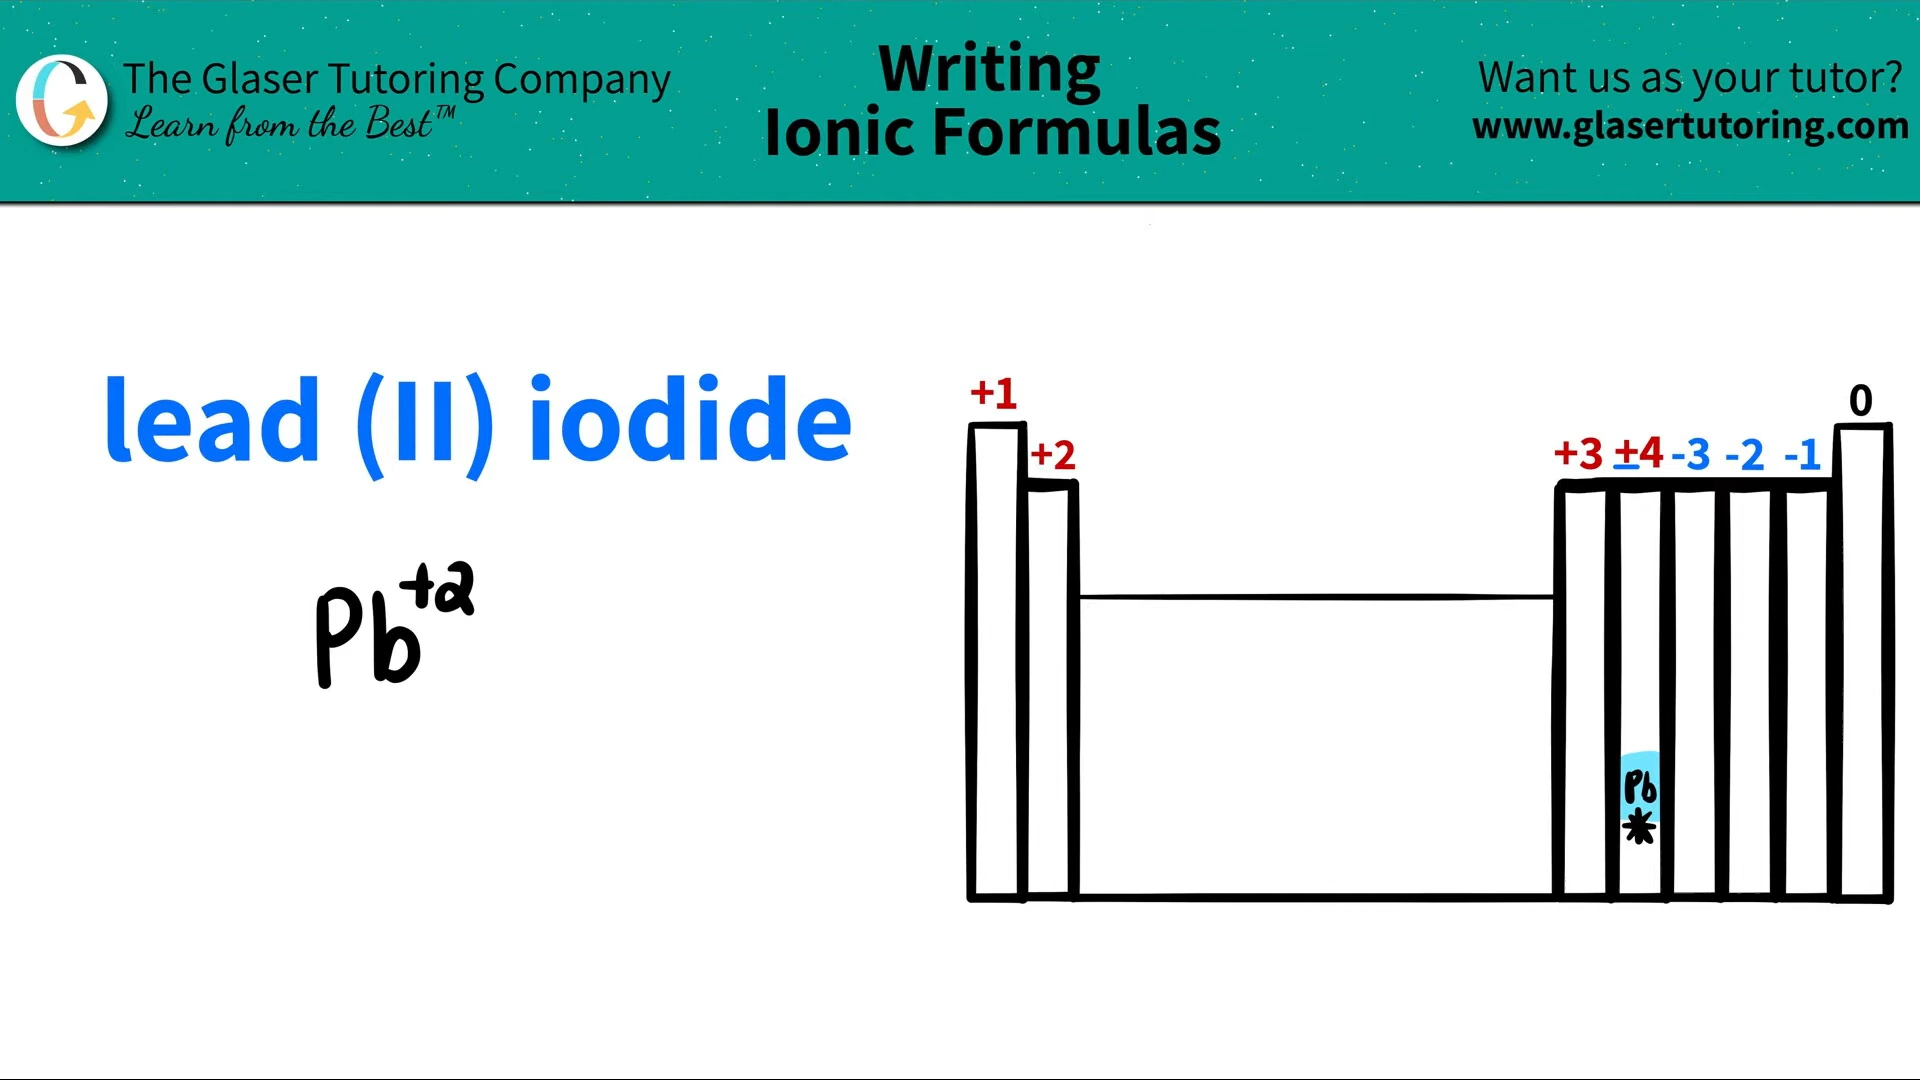 The Glaser Tutoring Company
Learn from the Best™
Writing
Ionic Formulas
Want us as your tutor?
www.glasertutoring.com
lead (II) iodide
Pb+2
+1
+2
+3 ±4 -3 -2 -1
0
Pb
*